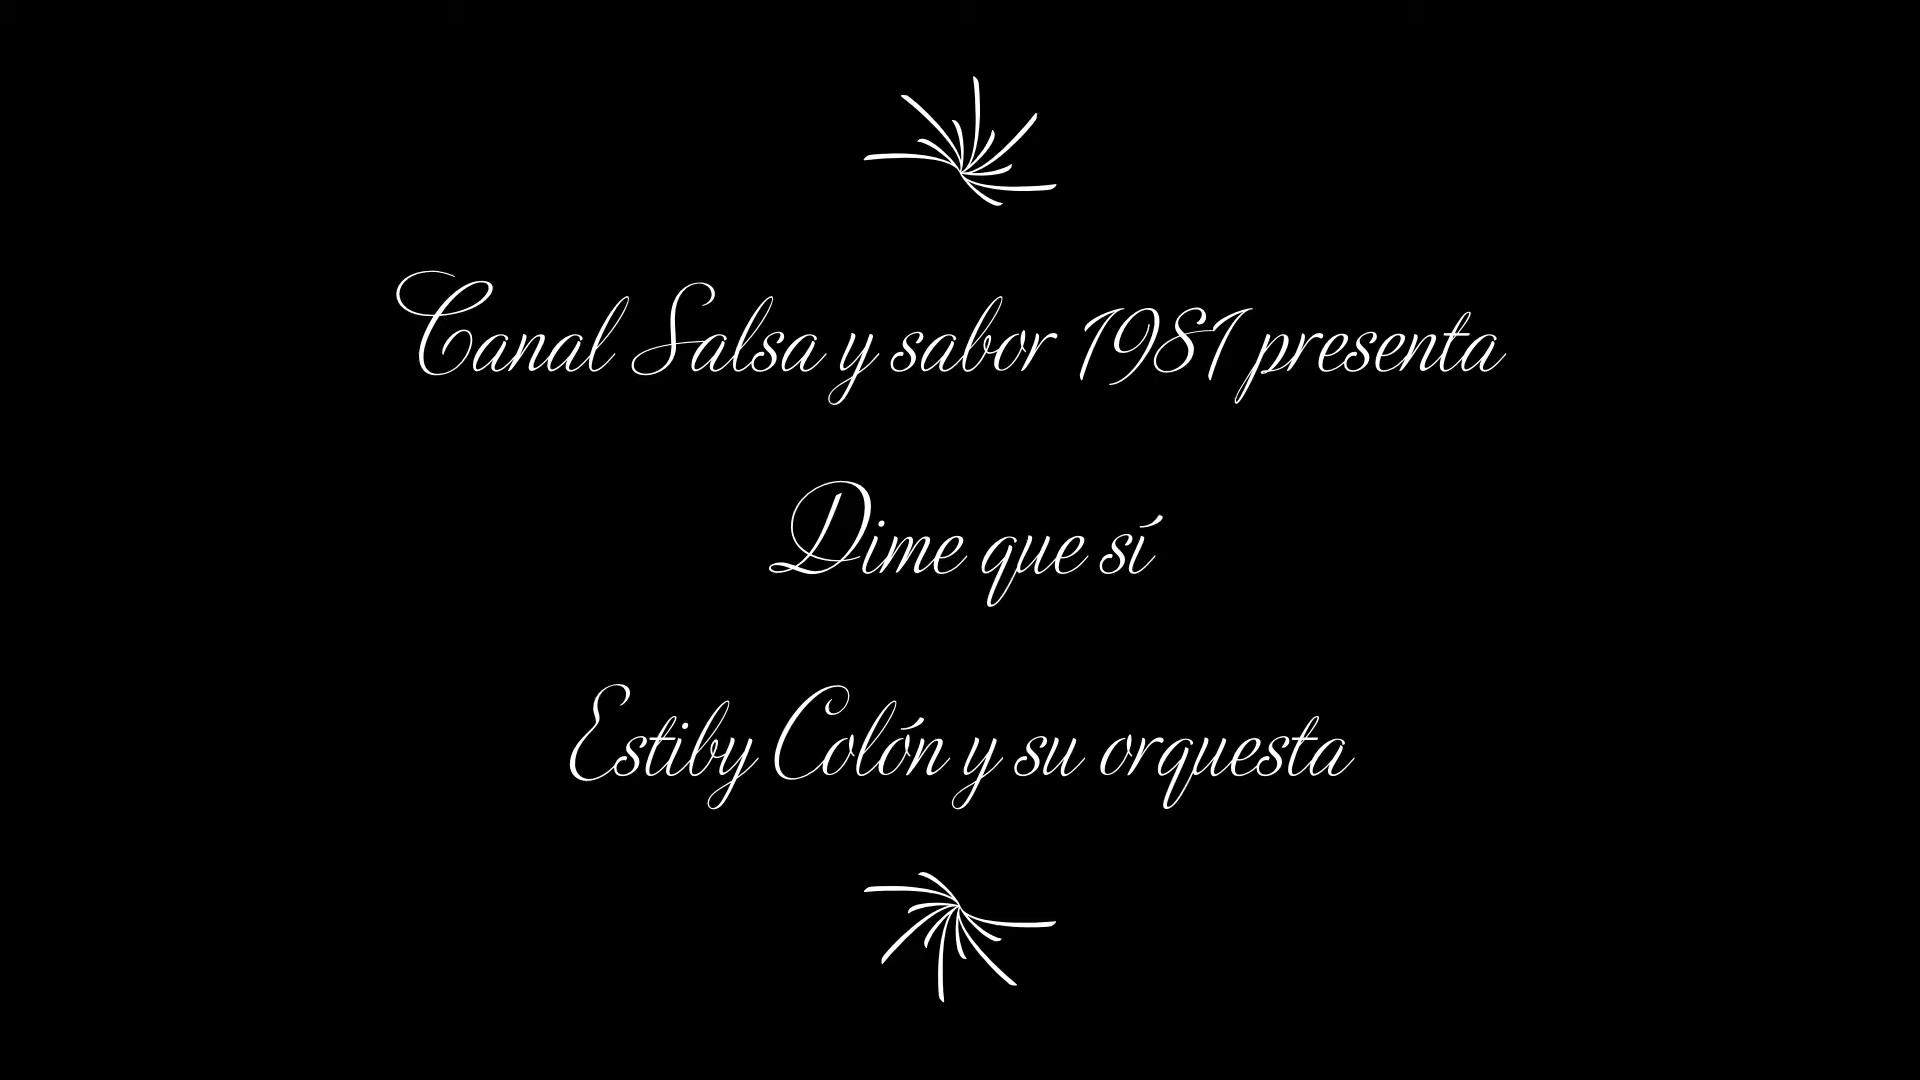 Canal Salsa y sabor 1981 presenta
Dime que sí
Estiby Colón y su orquesta